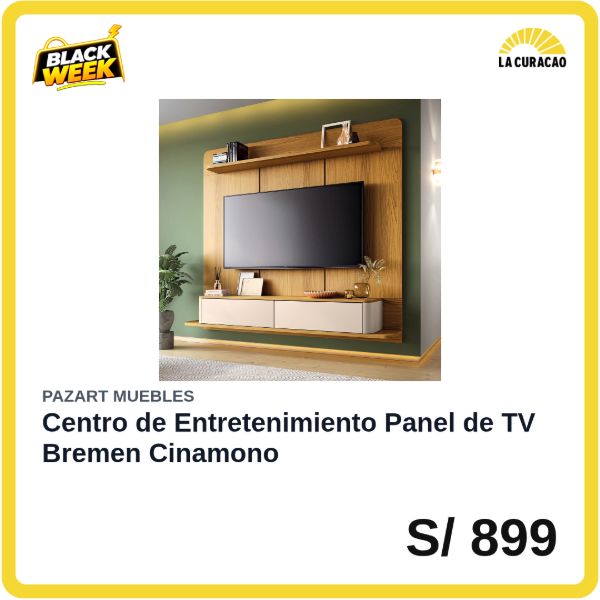 BLACK
WEEK
LA CURACAO
PAZART MUEBLES
Centro de Entretenimiento Panel de TV
Bremen Cinamono
S/ 899